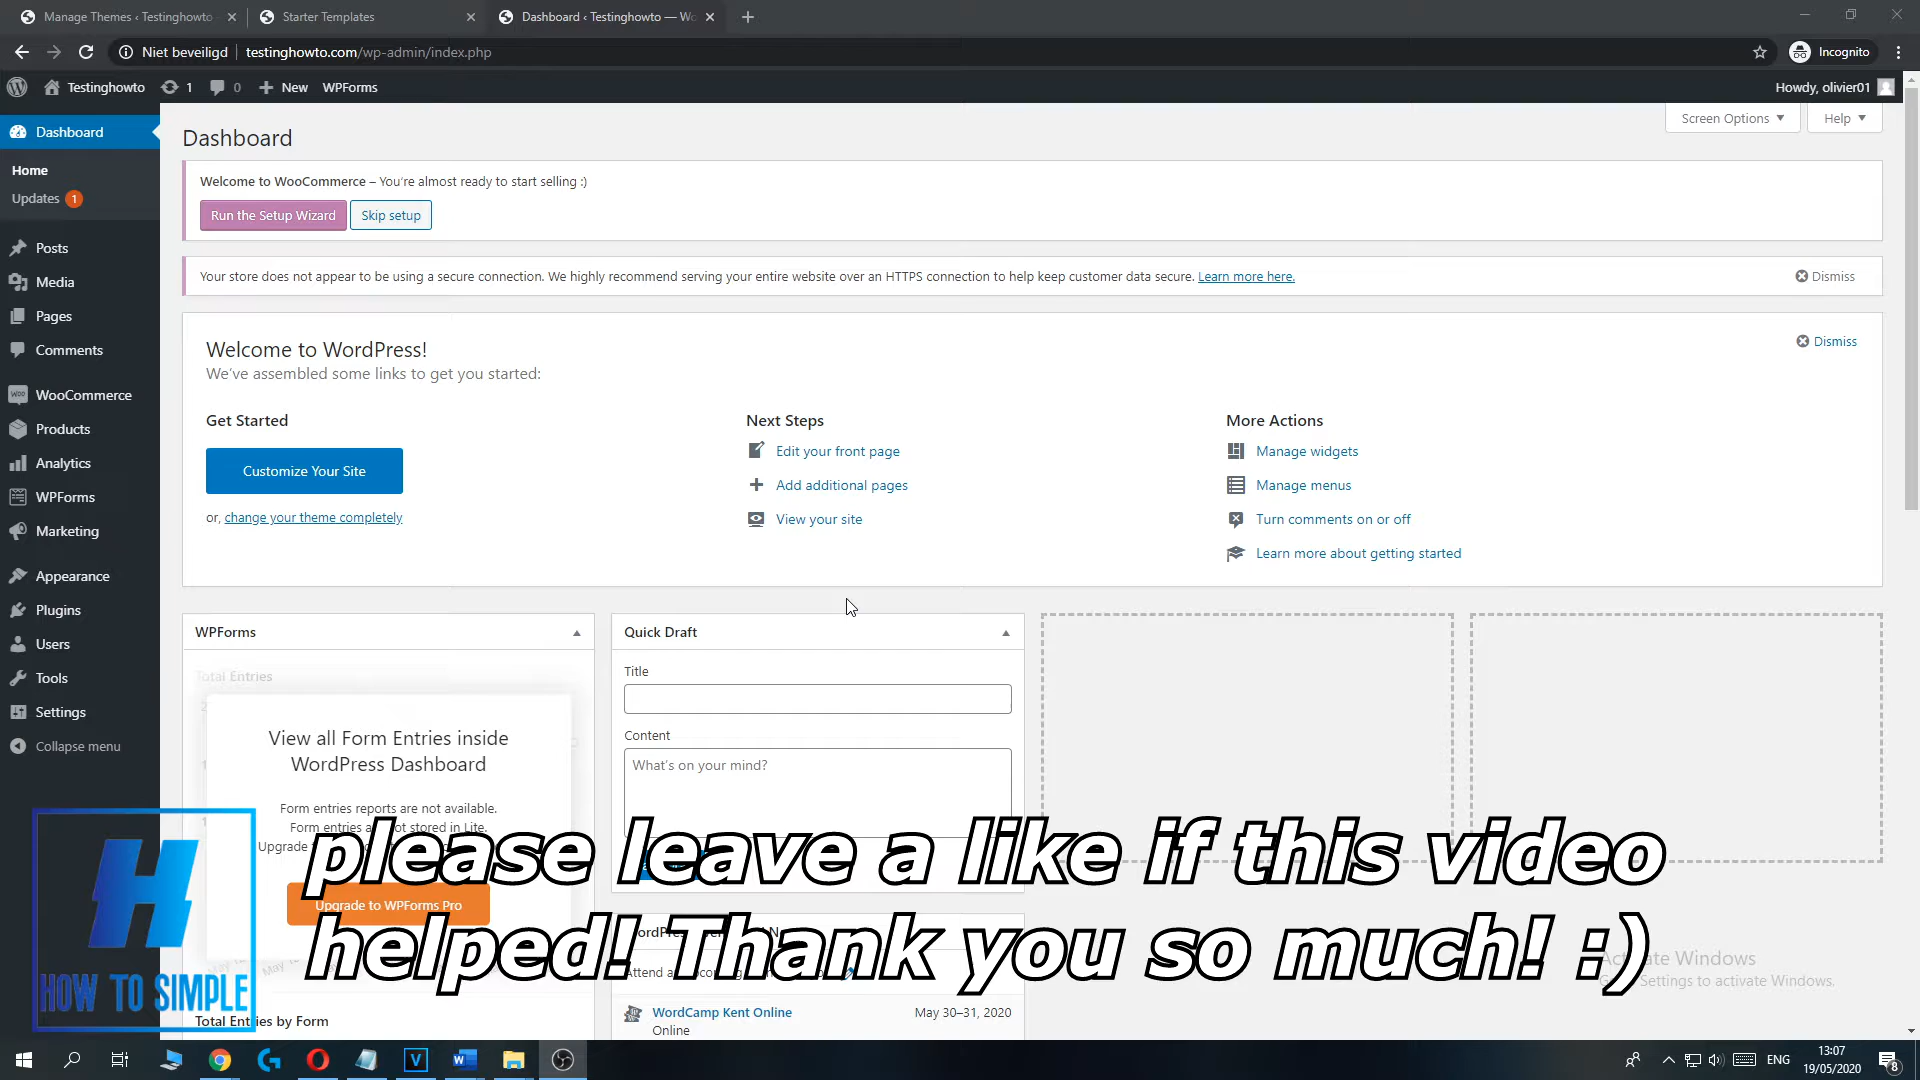 Manage Themes ‹ Testinghowto
Starter Templates
Dashboard ‹ Testinghowto — Wo
Niet beveiligd
testinghowto.com/wp-admin/index.php
Incognito
Testinghowto
1
0
New
WPForms
Howdy, olivier01
Dashboard
Home
Updates 1
Posts
Media
Pages
Comments
WooCommerce
Products
Analytics
WPForms
Marketing
Appearance
Plugins
Users
Tools
Settings
Collapse menu
Dashboard
Screen Options
Help
Welcome to WooCommerce – You're almost ready to start selling :)
Run the Setup Wizard
Skip setup
Your store does not appear to be using a secure connection. We highly recommend serving your entire website over an HTTPS connection to help keep customer data secure. Learn more here.
Dismiss
Welcome to WordPress!
We've assembled some links to get you started:
Dismiss
Get Started
Customize Your Site
or, change your theme completely
Next Steps
Edit your front page
Add additional pages
View your site
More Actions
Manage widgets
Manage menus
Turn comments on or off
Learn more about getting started
WPForms
Total Entries
View all Form Entries inside
WordPress Dashboard
Form entries reports are not available.
Form entries are not stored in Lite.
Upgrade
Upgrade to WPForms Pro
Total Entries by Form
Quick Draft
Title
Content
What's on your mind?
Attend
WordCamp Kent Online
May 30–31, 2020
Online
please leave a like if this video
helped! Thank you so much! :)
H
HOW TO SIMPLE
Activate Windows
Settings to activate Windows.
ENG
13:07
19/05/2020
8